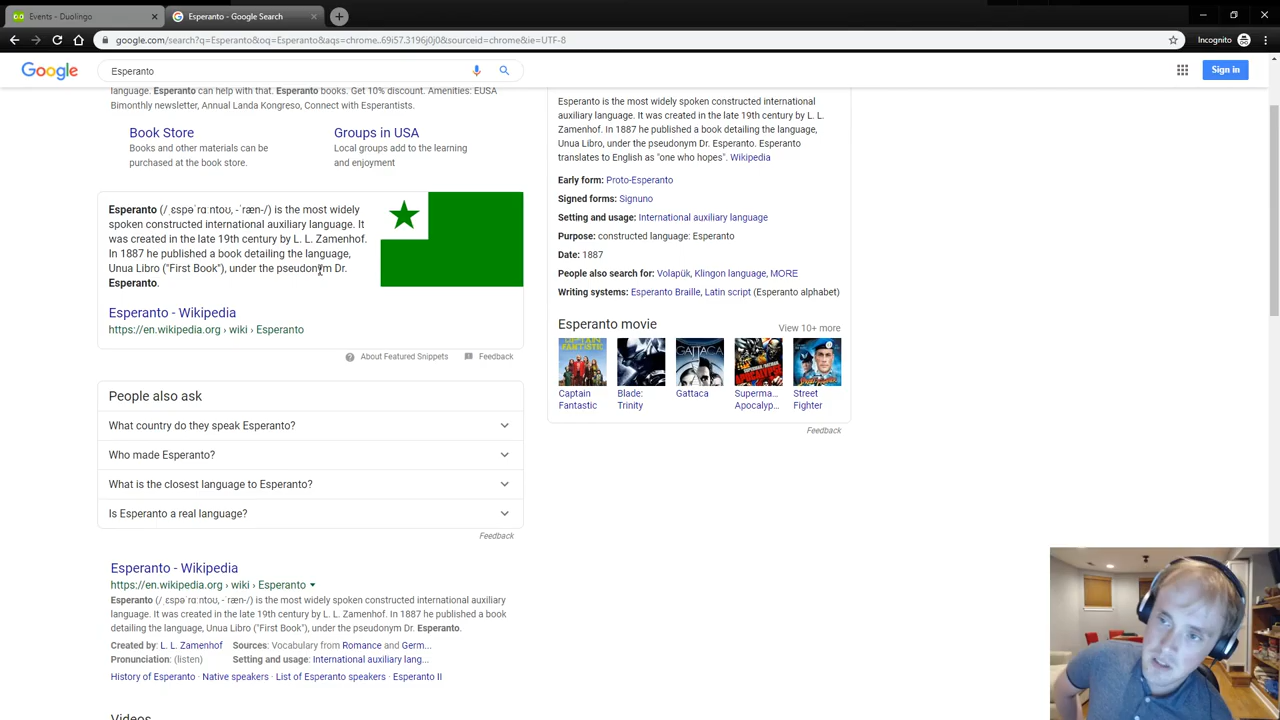 Events - Duolingo
Esperanto - Google Search
google.com/search?q=Esperanto&oq=Esperanto&aqs=chrome..69i57.3196j0j0&sourceid=chrome&ie=UTF-8
Incognito
Google
Esperanto
Sign in
language. Esperanto can help with that. Esperanto books. Get 10% discount. Amenities: EUSA
Bimonthly newsletter, Annual Landa Kongreso, Connect with Esperantists.
Book Store
Books and other materials can be
purchased at the book store.
Groups in USA
Local groups add to the learning
and enjoyment
Esperanto (/ˌɛspəˈrɑːntoʊ, -ˈræn-/) is the most widely
spoken constructed international auxiliary language. It
was created in the late 19th century by L. L. Zamenhof.
In 1887 he published a book detailing the language,
Unua Libro ("First Book"), under the pseudonym Dr.
Esperanto.
Esperanto - Wikipedia
https://en.wikipedia.org › wiki › Esperanto
About Featured Snippets
Feedback
People also ask
What country do they speak Esperanto?
Who made Esperanto?
What is the closest language to Esperanto?
Is Esperanto a real language?
Feedback
Esperanto - Wikipedia
https://en.wikipedia.org › wiki › Esperanto
Esperanto (/ˌɛspəˈrɑːntoʊ, -ˈræn-/) is the most widely spoken constructed international auxiliary
language. It was created in the late 19th century by L. L. Zamenhof. In 1887 he published a book
detailing the language, Unua Libro ("First Book"), under the pseudonym Dr. Esperanto.
Created by: L. L. Zamenhof Sources: Vocabulary from Romance and Germ...
Pronunciation: (listen) Setting and usage: International auxiliary lang...
History of Esperanto · Native speakers · List of Esperanto speakers · Esperanto II
Videos
Esperanto is the most widely spoken constructed international
auxiliary language. It was created in the late 19th century by L. L.
Zamenhof. In 1887 he published a book detailing the language,
Unua Libro, under the pseudonym Dr. Esperanto. Esperanto
translates to English as "one who hopes". Wikipedia
Early form: Proto-Esperanto
Signed forms: Signuno
Setting and usage: International auxiliary language
Purpose: constructed language: Esperanto
Date: 1887
People also search for: Volapük, Klingon language, MORE
Writing systems: Esperanto Braille, Latin script (Esperanto alphabet)
Esperanto movie
View 10+ more
CAPTAIN FANTASTIC
GATTACA
Captain
Fantastic
Blade:
Trinity
Gattaca
Superma...
Apocalyp...
Street
Fighter
Feedback